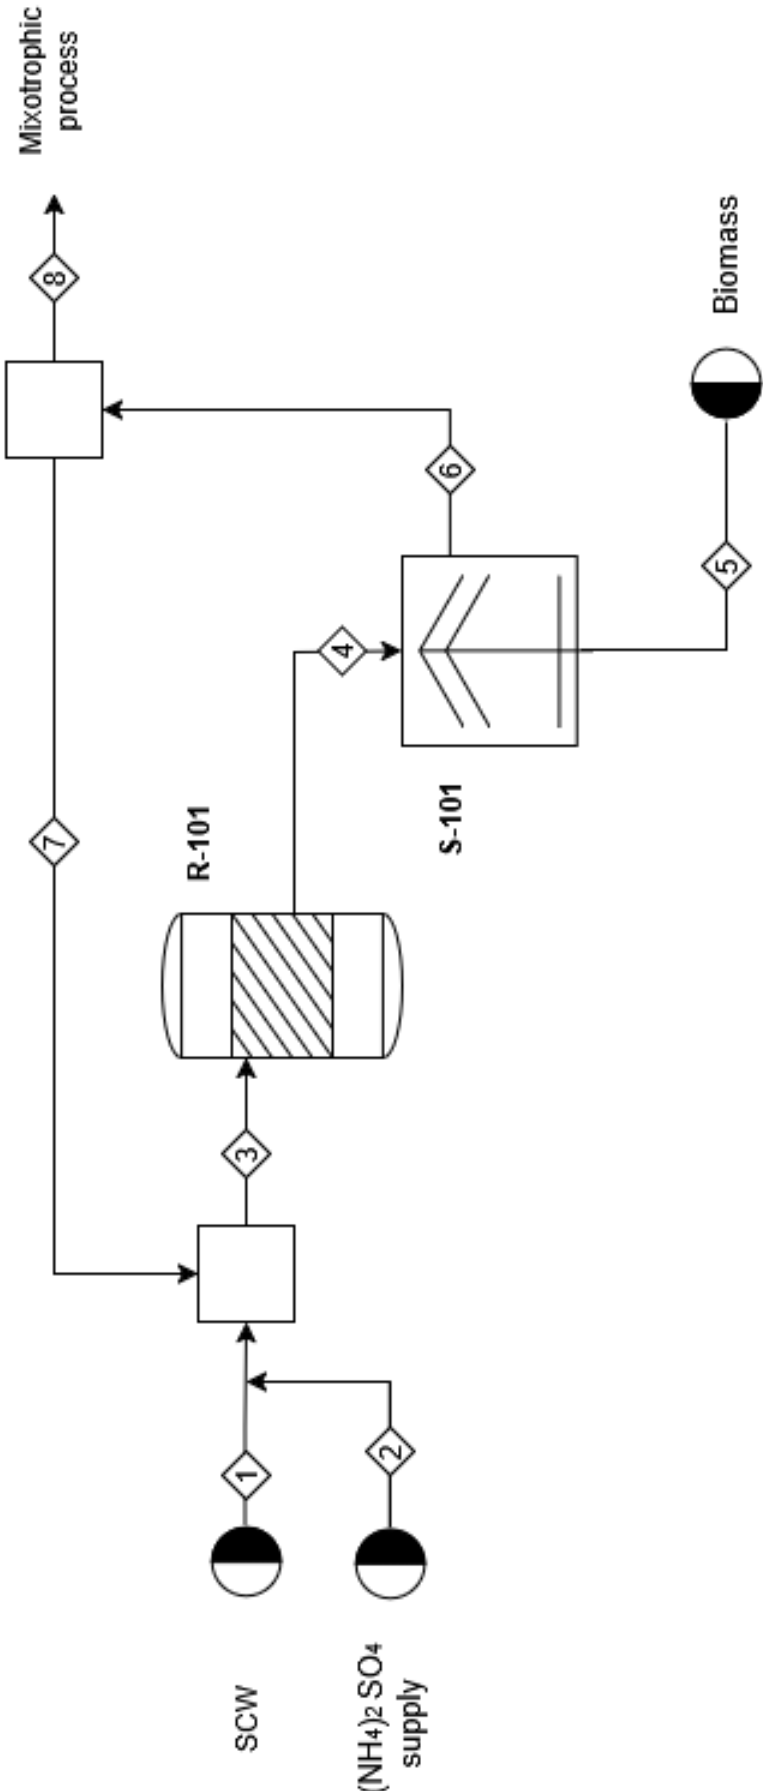 SCW
(NH4)2 SO4
supply
1
2
3
R-101
4
S-101
5
Biomass
6
7
8
Mixotrophic
process